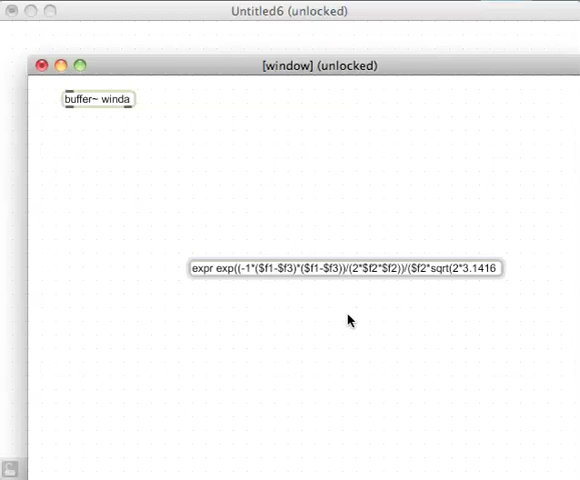 Untitled6 (unlocked)
[window] (unlocked)
buffer~ winda
expr exp((-1*($f1-$f3)*($f1-$f3))/(2*$f2*$f2))/($f2*sqrt(2*3.1416